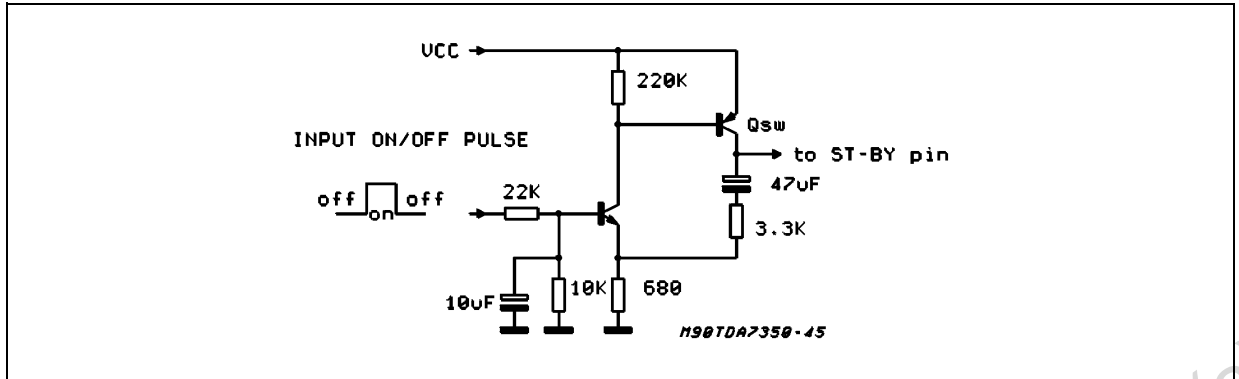 VCC
220K
Qsw
INPUT ON/OFF PULSE
to ST-BY pin
47uF
off
on
off
22K
3.3K
10uF
10K
680
M90TDA7350-45